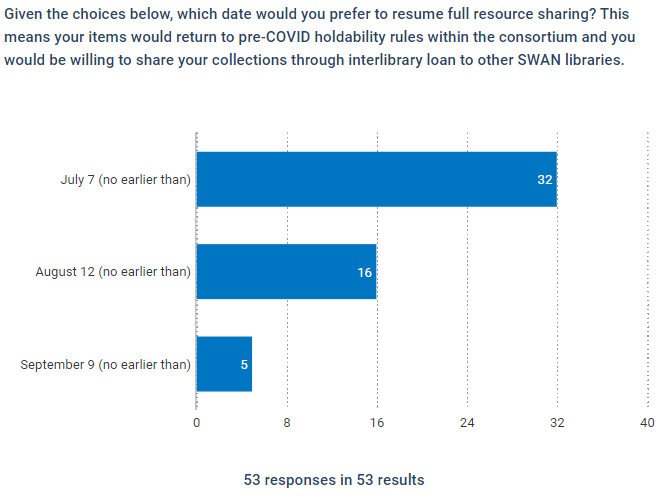 Given the choices below, which date would you prefer to resume full resource sharing? This
means your items would return to pre-COVID holdability rules within the consortium and you
would be willing to share your collections through interlibrary loan to other SWAN libraries.
July 7 (no earlier than)
32
August 12 (no earlier than)
16
September 9 (no earlier than)
5
0 8 16 24 32 40
53 responses in 53 results